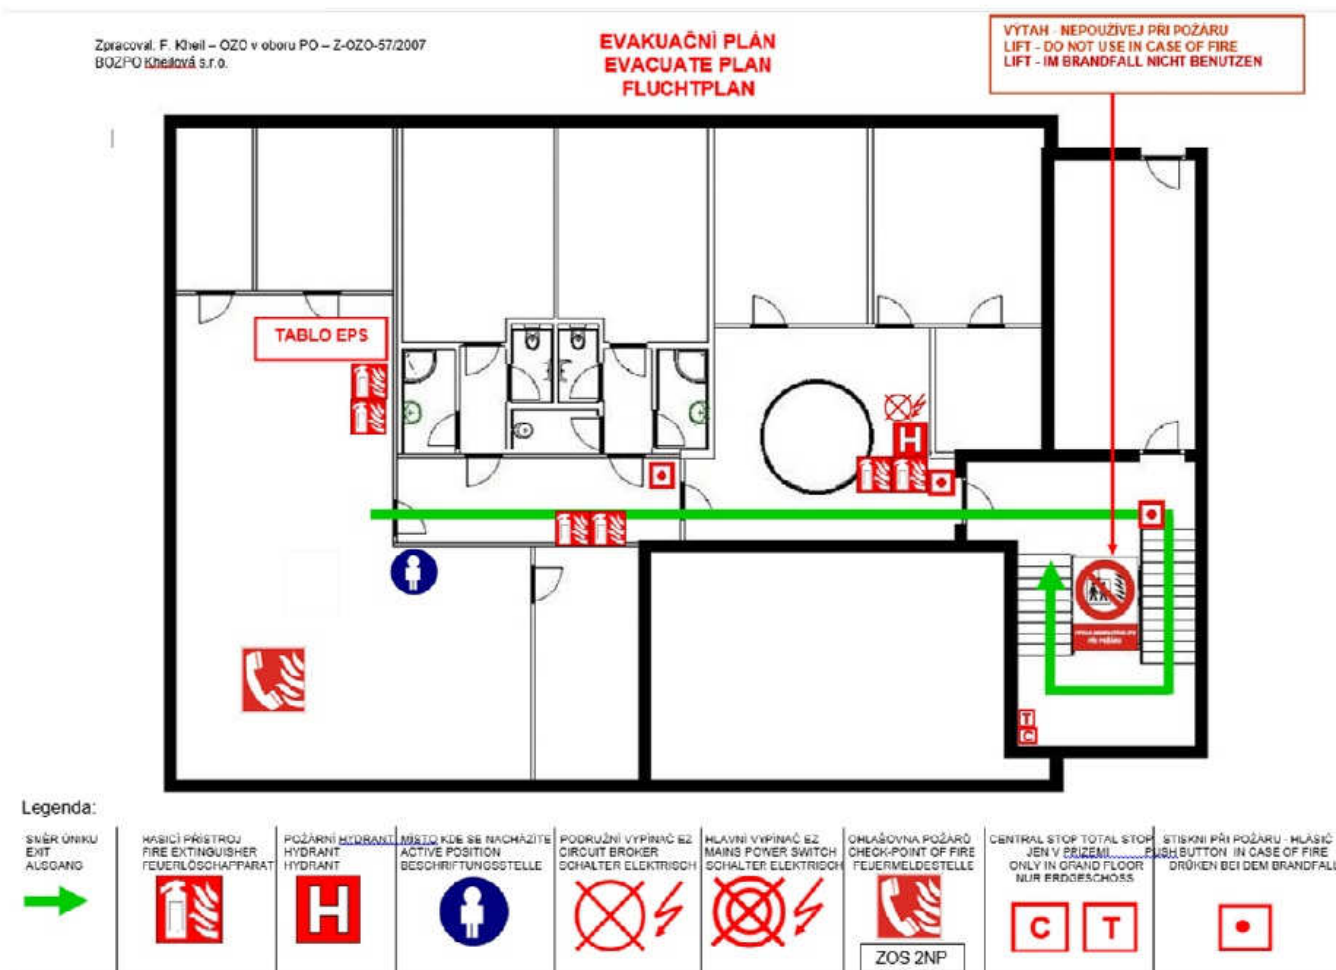 Zpracoval: F. Kheil – OZO v oboru PO – Z-OZO-57/2007
BOZPO Kheilová s.r.o.
EVAKUAČNÍ PLÁN
EVACUATE PLAN
FLUCHTPLAN
VÝTAH - NEPOUŽÍVEJ PŘI POŽÁRU
LIFT - DO NOT USE IN CASE OF FIRE
LIFT - IM BRANDFALL NICHT BENUTZEN
TABLO EPS
H
T
C
Legenda:
SMĚR ÚNIKU
EXIT
AUSGANG
HASICÍ PŘÍSTROJ
FIRE EXTINGUISHER
FEUERLÖSCHAPPARAT
POŽÁRNÍ HYDRANT
HYDRANT
HYDRANT
H
MÍSTO KDE SE NACHÁZÍTE
ACTIVE POSITION
BESCHRIFTUNGSSTELLE
PODRUŽNÍ VYPÍNAČ EZ
CIRCUIT BROKER
SCHALTER ELEKTRISCH
HLAVNÍ VYPÍNAČ EZ
MAINS POWER SWITCH
SCHALTER ELEKTRISCH
OHLAŠOVNA POŽÁRŮ
CHECK-POINT OF FIRE
FEUERMELDESTELLE
ZOS 2NP
CENTRAL STOP TOTAL STOP
JEN V PŘÍZEMÍ
ONLY IN GRAND FLOOR
NUR ERDGESCHOSS
C T
STISKNI PŘI POŽÁRU - HLÁSIČ
PUSH BUTTON IN CASE OF FIRE
DRÜKEN BEI DEM BRANDFALL